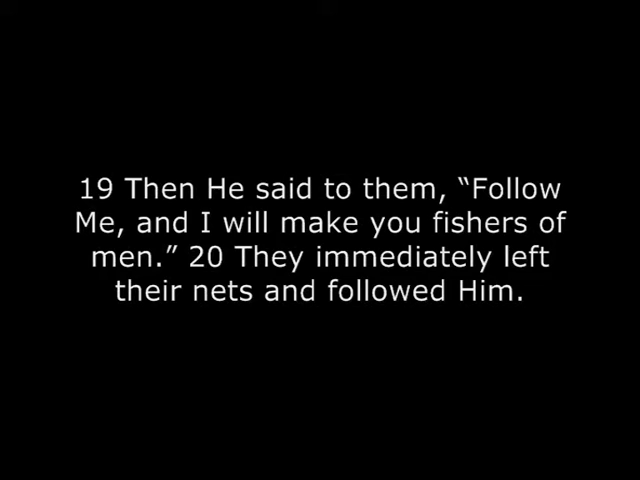 19 Then He said to them, “Follow
Me, and I will make you fishers of
men.” 20 They immediately left
their nets and followed Him.